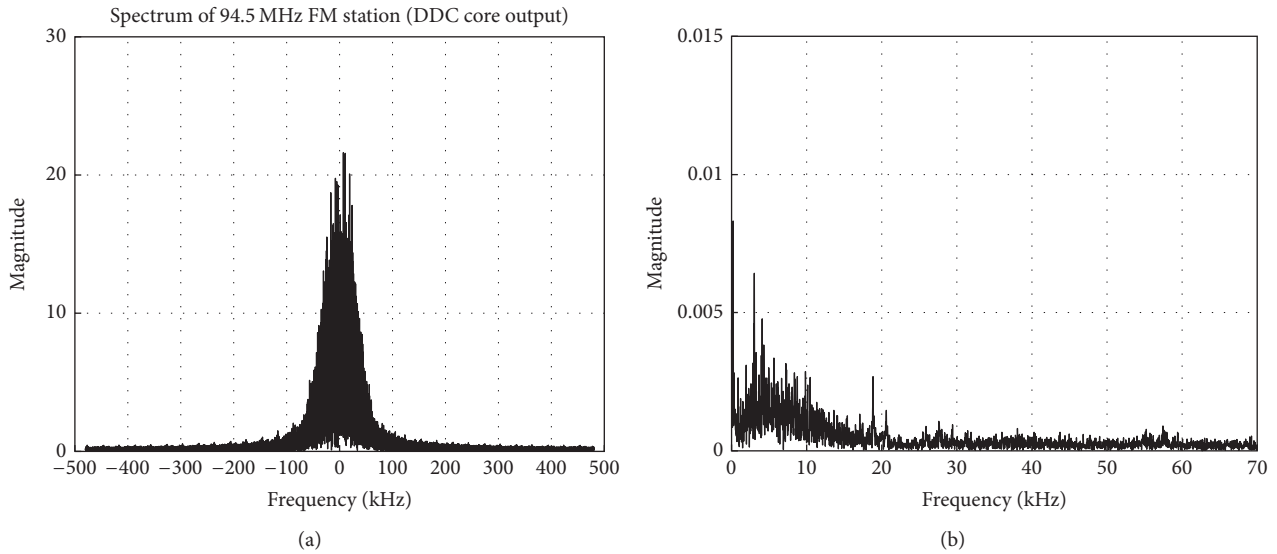 Spectrum of 94.5 MHz FM station (DDC core output)
30
20
10
0
Magnitude
−500 −400 −300 −200 −100 0 100 200 300 400 500
Frequency (kHz)
(a)
0.015
0.01
0.005
0
Magnitude
0 10 20 30 40 50 60 70
Frequency (kHz)
(b)